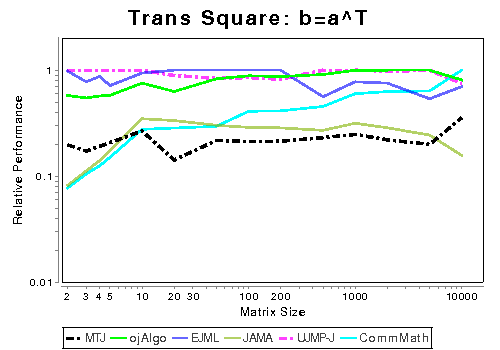 Trans Square: b=a^T
Relative Performance
1
0.1
0.01
2 3 4 5 10 20 30 50 100 200 1000 10000
Matrix Size
MTJ ojAlgo EJML JAMA UJMP-J CommMath